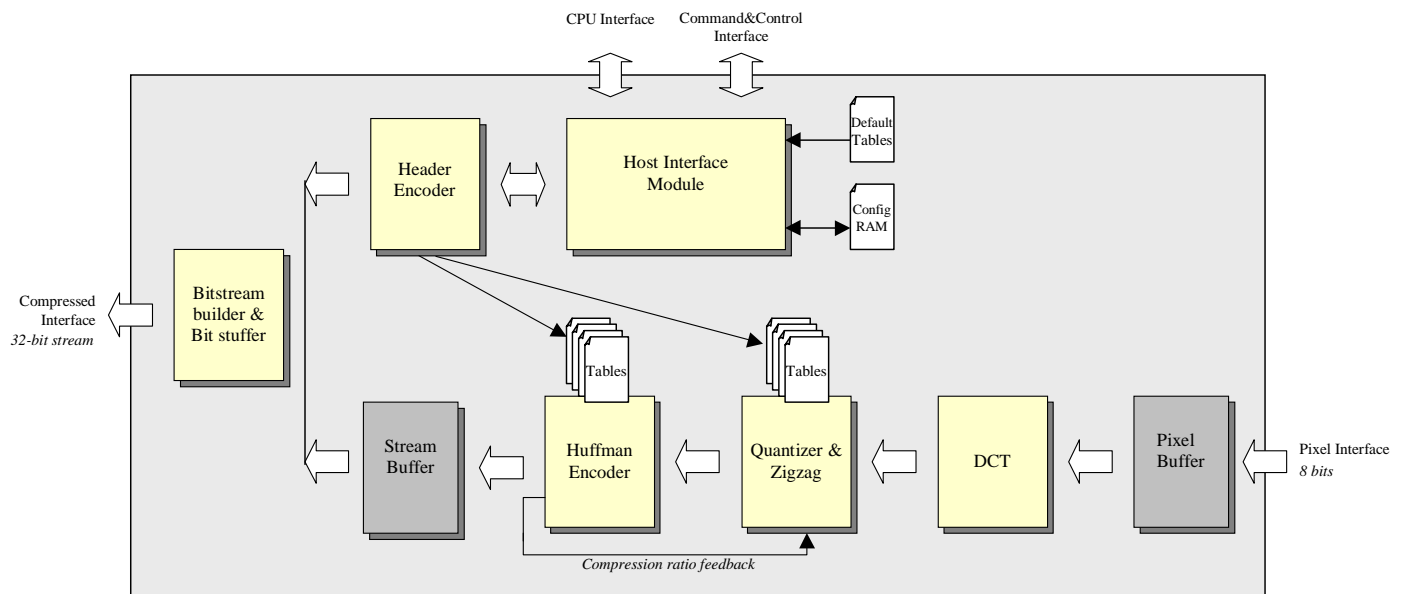 CPU Interface
Command&Control
Interface
Default
Tables
Header
Encoder
Host Interface
Module
Config
RAM
Compressed
Interface
32-bit stream
Bitstream
builder &
Bit stuffer
Tables
Tables
Stream
Buffer
Huffman
Encoder
Quantizer &
Zigzag
DCT
Pixel
Buffer
Pixel Interface
8 bits
Compression ratio feedback